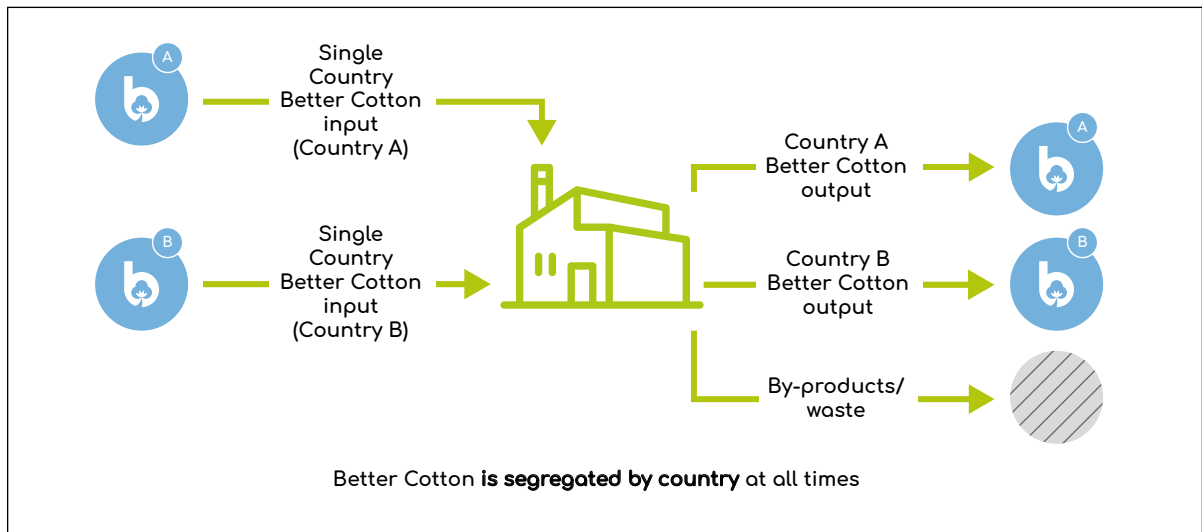 A
Single
Country
Better Cotton
input
(Country A)
B
Single
Country
Better Cotton
input
(Country B)
Country A
Better Cotton
output
A
Country B
Better Cotton
output
B
By-products/
waste
Better Cotton is segregated by country at all times